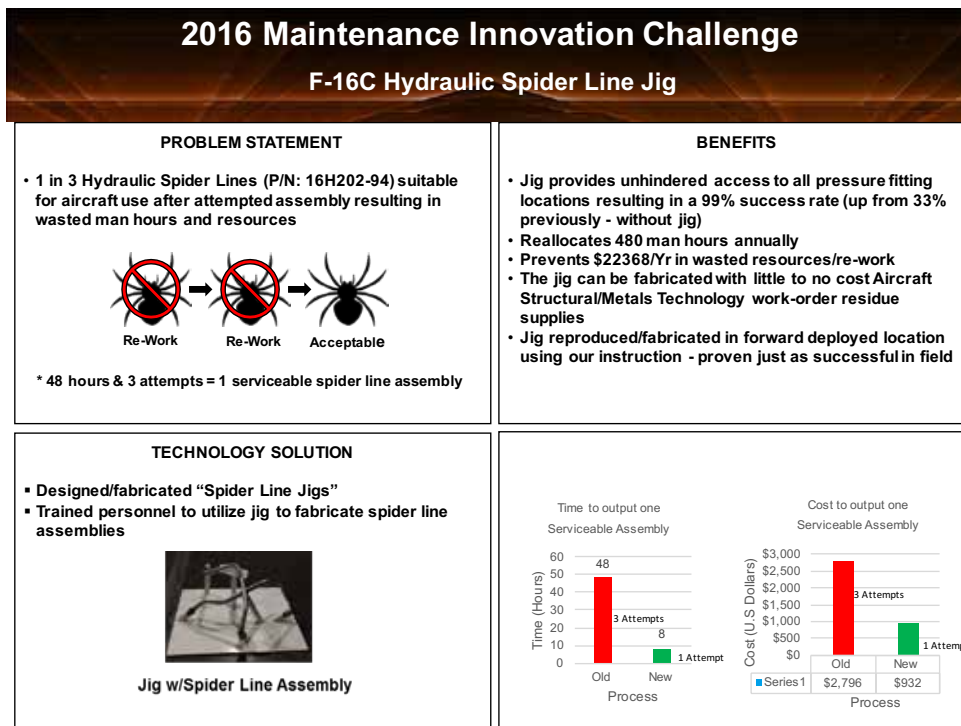 2016 Maintenance Innovation Challenge
F-16C Hydraulic Spider Line Jig
PROBLEM STATEMENT
• 1 in 3 Hydraulic Spider Lines (P/N: 16H202-94) suitable
for aircraft use after attempted assembly resulting in
wasted man hours and resources
Re-Work
Re-Work
Acceptable
* 48 hours & 3 attempts = 1 serviceable spider line assembly
BENEFITS
• Jig provides unhindered access to all pressure fitting
locations resulting in a 99% success rate (up from 33%
previously - without jig)
• Reallocates 480 man hours annually
• Prevents $22368/Yr in wasted resources/re-work
• The jig can be fabricated with little to no cost Aircraft
Structural/Metals Technology work-order residue
supplies
• Jig reproduced/fabricated in forward deployed location
using our instruction - proven just as successful in field
TECHNOLOGY SOLUTION
▪ Designed/fabricated “Spider Line Jigs”
▪ Trained personnel to utilize jig to fabricate spider line
assemblies
Jig w/Spider Line Assembly
Time to output one
Serviceable Assembly
Time (Hours)
60
50
40
30
20
10
0
48
3 Attempts
8
1 Attempt
Old
New
Process
Cost to output one
Serviceable Assembly
Cost (U.S Dollars)
$3,000
$2,500
$2,000
$1,500
$1,000
$500
$0
3 Attempts
1 Attemp
Old
New
Series1
$2,796
$932
Process